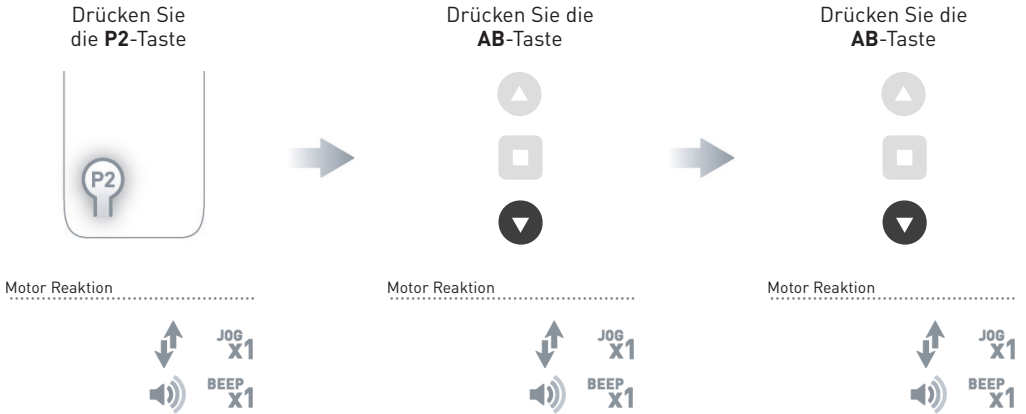 Drücken Sie
die P2-Taste
Drücken Sie die
AB-Taste
Drücken Sie die
AB-Taste
P2
Motor Reaktion
JOG
X1
BEEP
X1
Motor Reaktion
JOG
X1
BEEP
X1
Motor Reaktion
JOG
X1
BEEP
X1